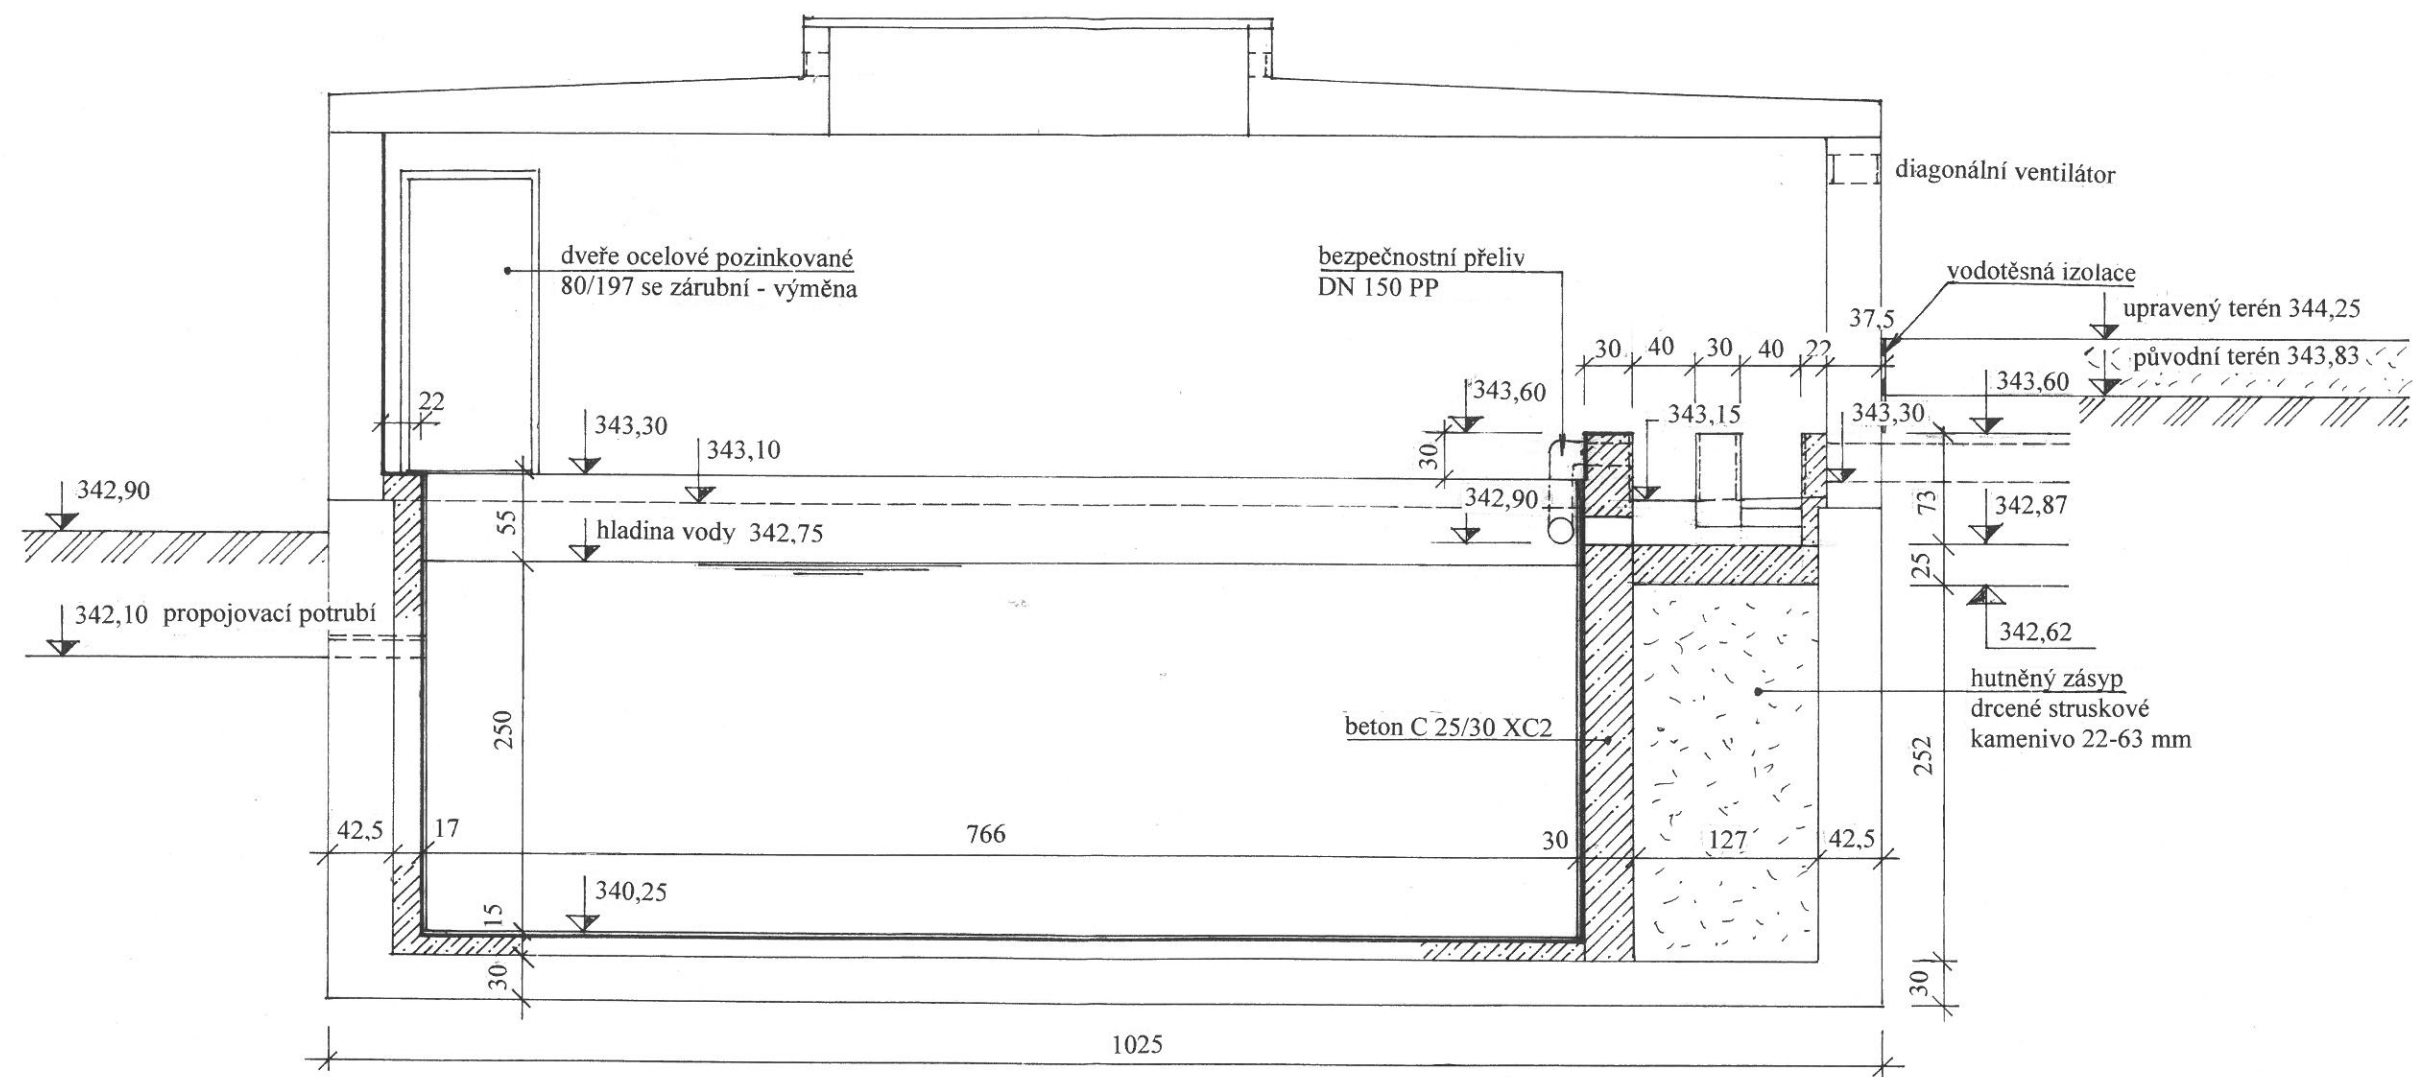 diagonální ventilátor
dveře ocelové pozinkované
80/197 se zárubní - výměna
bezpečnostní přeliv
DN 150 PP
vodotěsná izolace
upravený terén 344,25
37,5
30 40 30 40 22
původní terén 343,83
343,60
343,60
22
343,30
343,10
343,15
343,30
30
342,90
342,90
342,87
73
55
hladina vody 342,75
25
342,10 propojovací potrubí
342,62
hutněný zásyp
drcené struskové
kamenivo 22-63 mm
250
beton C 25/30 XC2
252
42,5 17 766 30 127 42,5
340,25
15
30
30
1025